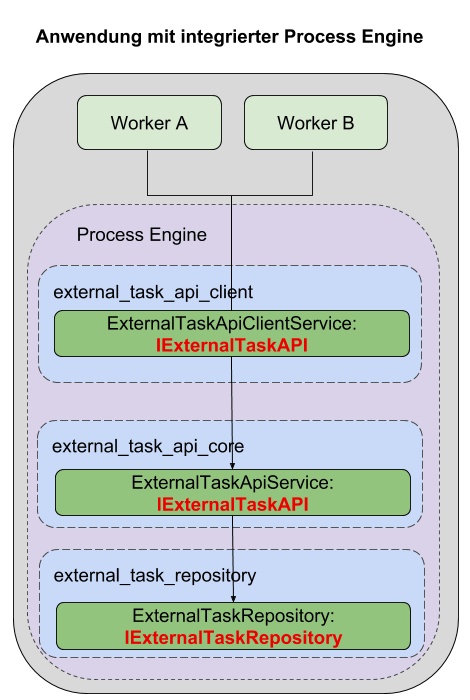 Anwendung mit integrierter Process Engine
Worker A
Worker B
Process Engine
external_task_api_client
ExternalTaskApiClientService:
IExternalTaskAPI
external_task_api_core
ExternalTaskApiService:
IExternalTaskAPI
external_task_repository
ExternalTaskRepository:
IExternalTaskRepository